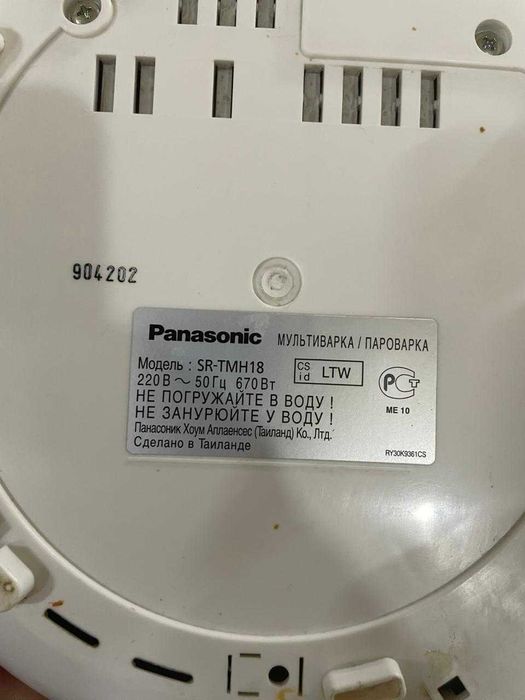 904202
Panasonic МУЛЬТИВАРКА / ПАРОВАРКА
Модель : SR-TMH18
CS id LTW
220 В ~ 50 Гц 670 Вт
НЕ ПОГРУЖАЙТЕ В ВОДУ !
НЕ ЗАНУРЮЙТЕ У ВОДУ !
РСТ
ME 10
Панасоник Хоум Аплаенсес (Таиланд) Ко., Лтд.
Сделано в Таиланде
RY30K9361CS